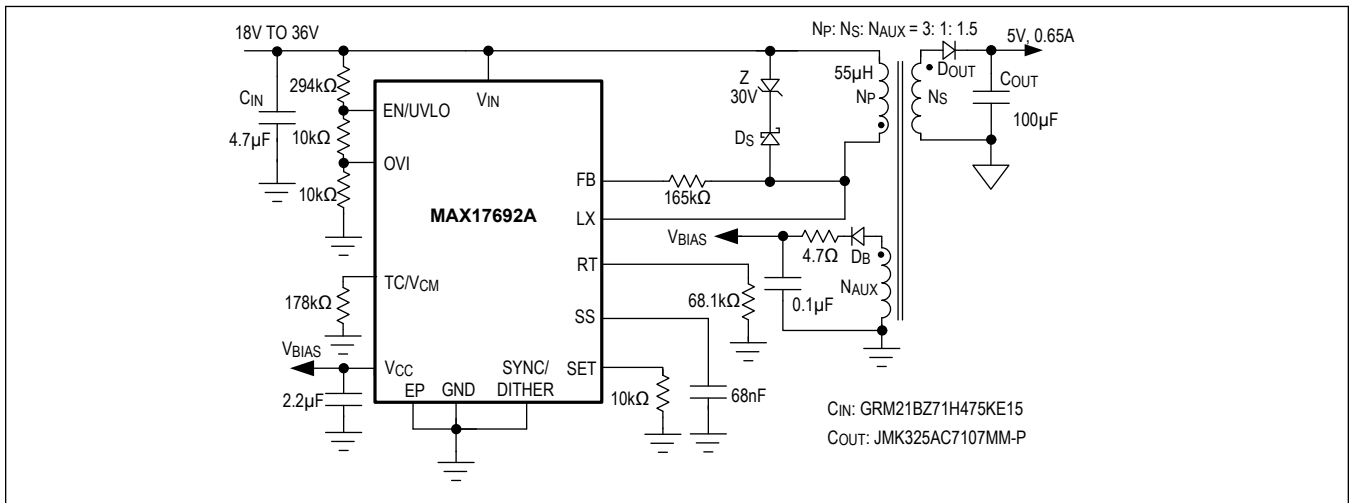 18V TO 36V
NP: NS: NAUX = 3: 1: 1.5
5V, 0.65A
CIN
4.7µF
294kΩ
10kΩ
10kΩ
EN/UVLO
OVI
VIN
Z
30V
DS
55µH
NP
NS
DOUT
COUT
100µF
FB
165kΩ
LX
MAX17692A
VBIAS
4.7Ω
DB
NAUX
0.1µF
RT
68.1kΩ
TC/VCM
178kΩ
SS
68nF
VBIAS
VCC
2.2µF
EP
GND
SYNC/
DITHER
SET
10kΩ
CIN: GRM21BZ71H475KE15
COUT: JMK325AC7107MM-P